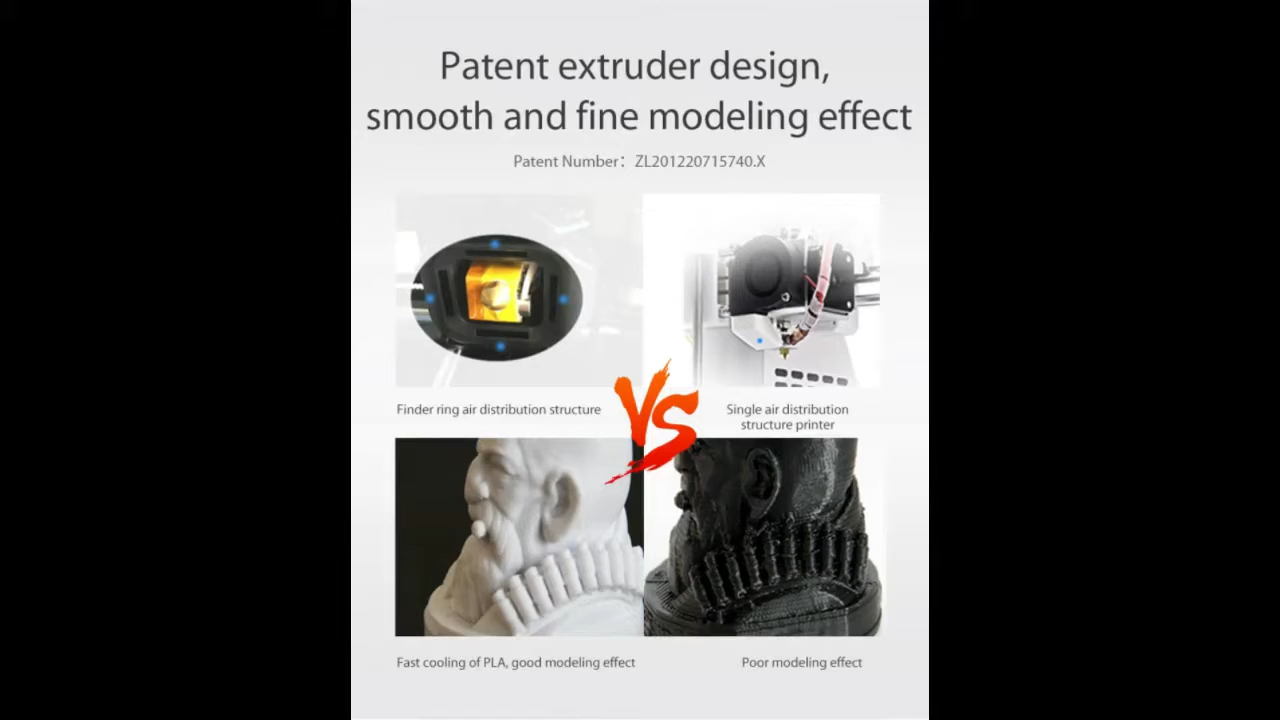 Patent extruder design,
smooth and fine modeling effect
Patent Number: ZL201220715740.X
Finder ring air distribution structure
VS
Single air distribution
structure printer
Fast cooling of PLA, good modeling effect
Poor modeling effect